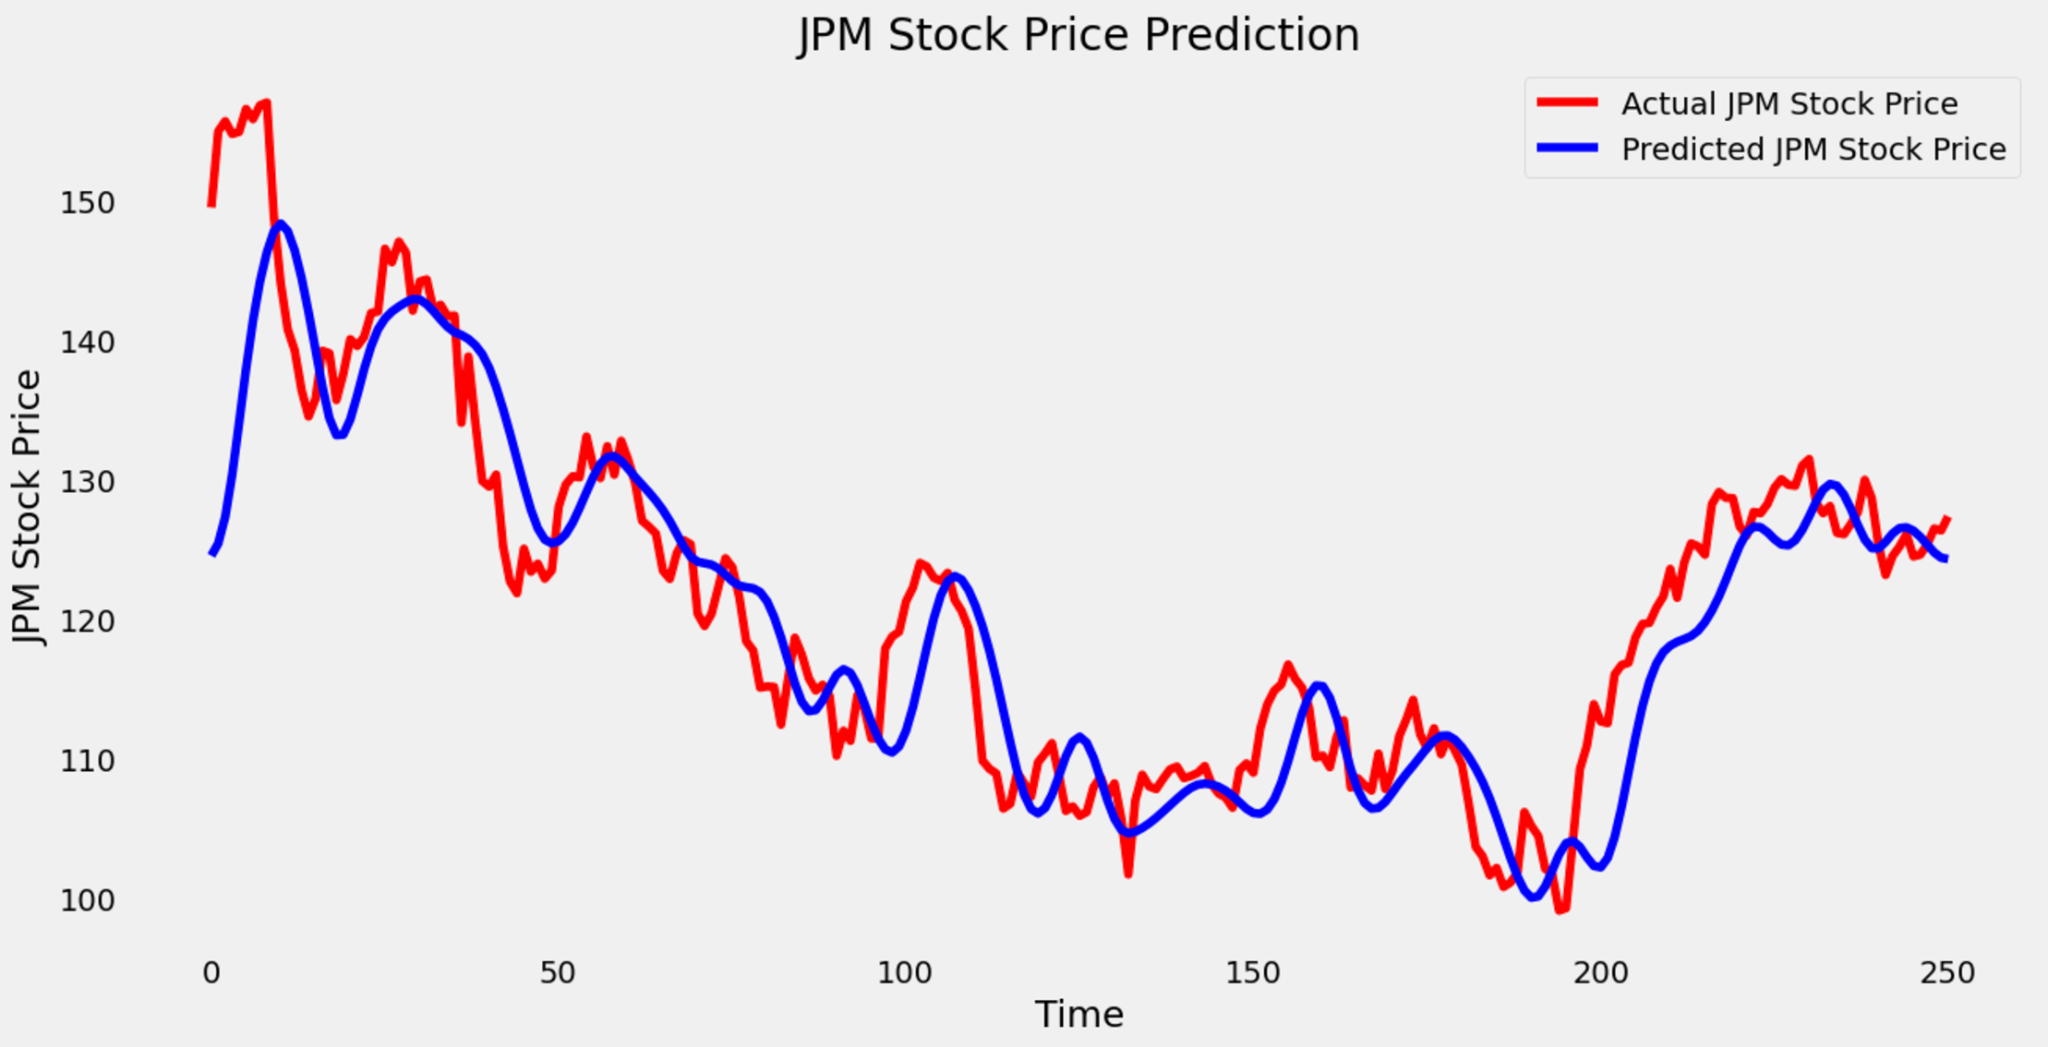 JPM Stock Price Prediction
Actual JPM Stock Price
Predicted JPM Stock Price
JPM Stock Price
150
140
130
120
110
100
0 50 100 150 200 250
Time